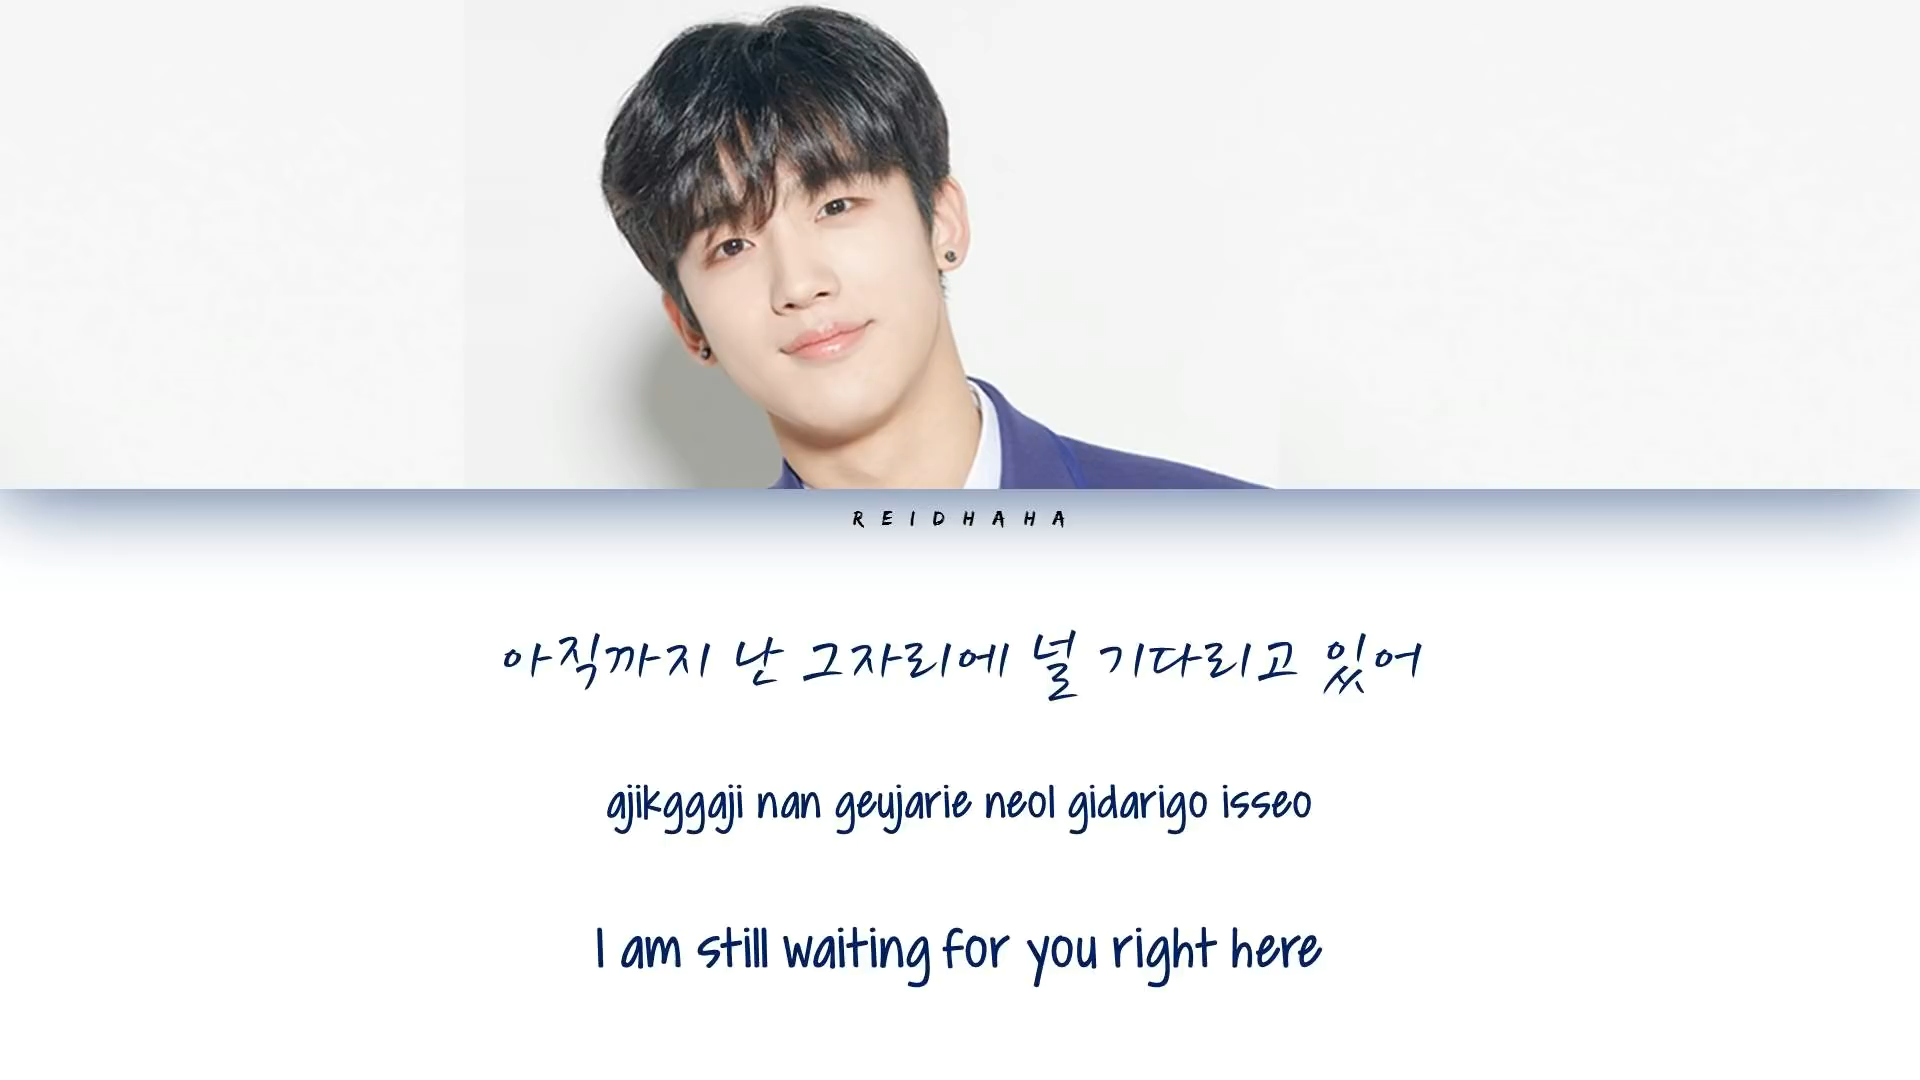 REIDHAHA
아직까지 난 그자리에 널 기다리고 있어
ajikggaji nan geujarie neol gidarigo isseo
I am still waiting for you right here